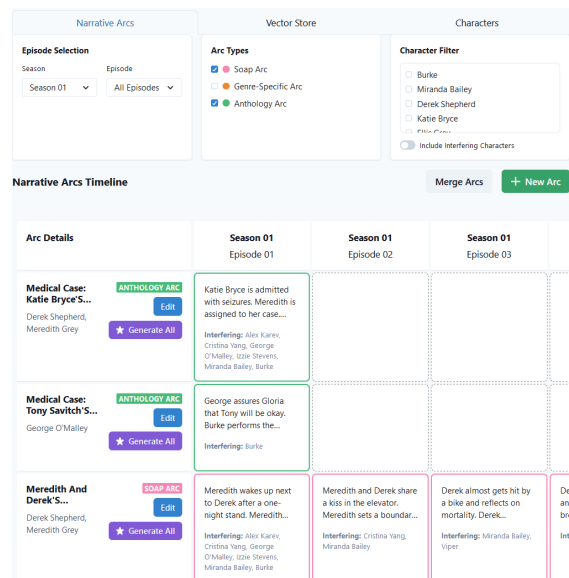 Narrative Arcs
Vector Store
Characters
Episode Selection
Season
Episode
Season 01
All Episodes
Arc Types
Soap Arc
Genre-Specific Arc
Anthology Arc
Character Filter
Burke
Miranda Bailey
Derek Shepherd
Katie Bryce
Ellis Grey
Include Interfering Characters
Narrative Arcs Timeline
Merge Arcs
+ New Arc
Arc Details
Season 01
Episode 01
Season 01
Episode 02
Season 01
Episode 03
Medical Case:
Katie Bryce'S...
ANTHOLOGY ARC
Edit
Derek Shepherd,
Meredith Grey
Generate All
Katie Bryce is admitted
with seizures. Meredith is
assigned to her case....
Interfering: Alex Karev,
Cristina Yang, George
O'Malley, Izzie Stevens,
Miranda Bailey, Burke
Medical Case:
Tony Savitch'S...
ANTHOLOGY ARC
Edit
George O'Malley
Generate All
George assures Gloria
that Tony will be okay.
Burke performs the...
Interfering: Burke
Meredith And
Derek'S...
SOAP ARC
Edit
Derek Shepherd,
Meredith Grey
Generate All
Meredith wakes up next
to Derek after a one-
night stand. Meredith...
Interfering: Alex Karev,
Cristina Yang, George
O'Malley, Izzie Stevens,
Miranda Bailey, Burke
Meredith and Derek share
a kiss in the elevator.
Meredith sets a boundar...
Interfering: Cristina Yang,
Miranda Bailey
Derek almost gets hit by
a bike and reflects on
mortality. Derek...
Interfering: Miranda Bailey,
Viper